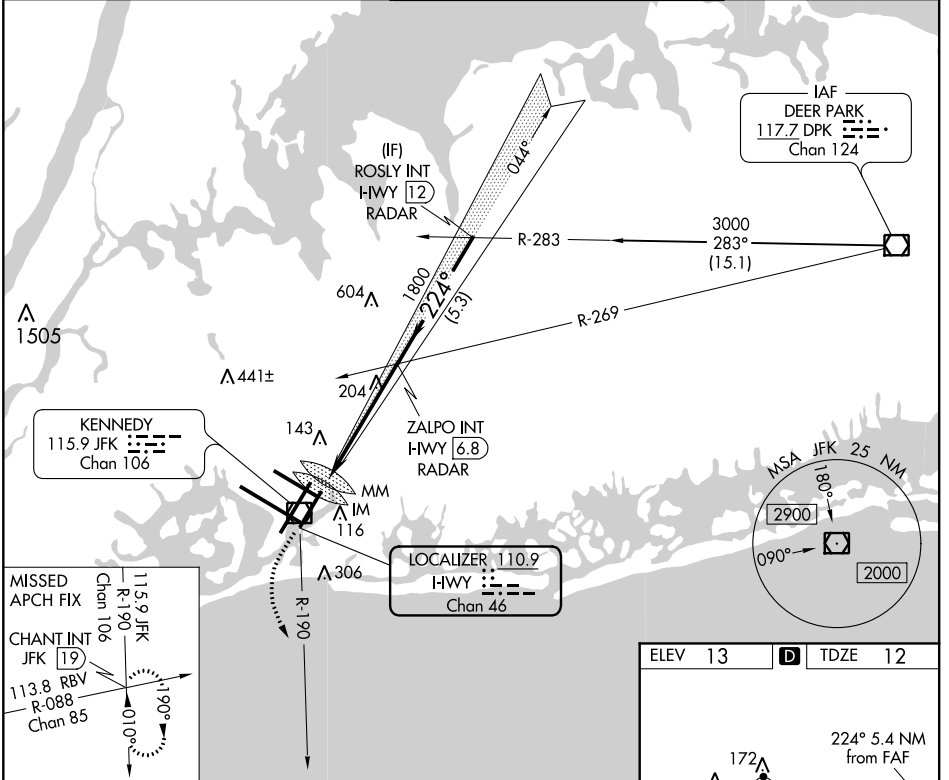 IAF
DEER PARK
117.7 DPK
Chan 124
(IF)
ROSLY INT
I-HWY 12
RADAR
044°
R-283
3000
283°
(15.1)
1800
224°
(5.3)
604
R-269
1505
441±
204
ZALPO INT
I-HWY 6.8
RADAR
KENNEDY
115.9 JFK
Chan 106
143
MM
IM
116
306
R-190
LOCALIZER 110.9
I-IWY
Chan 46
MSA JFK 25 NM
180°
2900
090°
2000
MISSED
APCH FIX
115.9 JFK
R-190
Chan 106
CHANT INT
JFK 19
113.8 RBV
R-088
Chan 85
010°
190°
ELEV 13
D
TDZE 12
172
224° 5.4 NM
from FAF